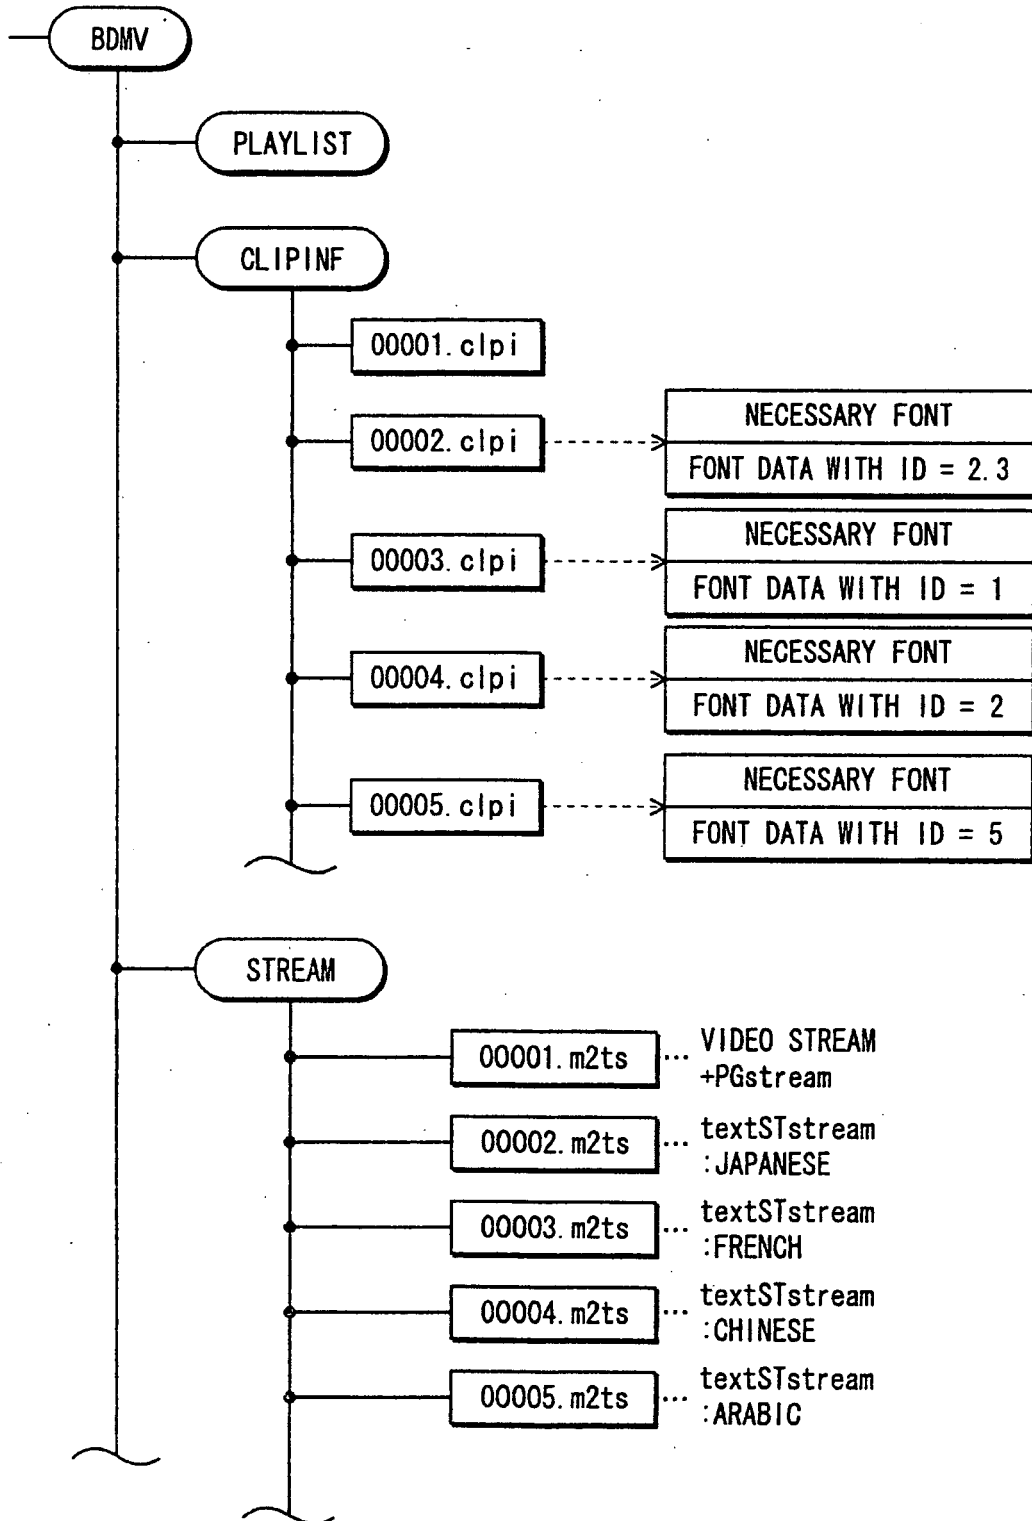 BDMV
PLAYLIST
CLIPINF
00001.clpi
00002.clpi
NECESSARY FONT
FONT DATA WITH ID = 2.3
00003.clpi
NECESSARY FONT
FONT DATA WITH ID = 1
00004.clpi
NECESSARY FONT
FONT DATA WITH ID = 2
00005.clpi
NECESSARY FONT
FONT DATA WITH ID = 5
STREAM
00001.m2ts ... VIDEO STREAM
+PGstream
00002.m2ts ... textSTstream
:JAPANESE
00003.m2ts ... textSTstream
:FRENCH
00004.m2ts ... textSTstream
:CHINESE
00005.m2ts ... textSTstream
:ARABIC